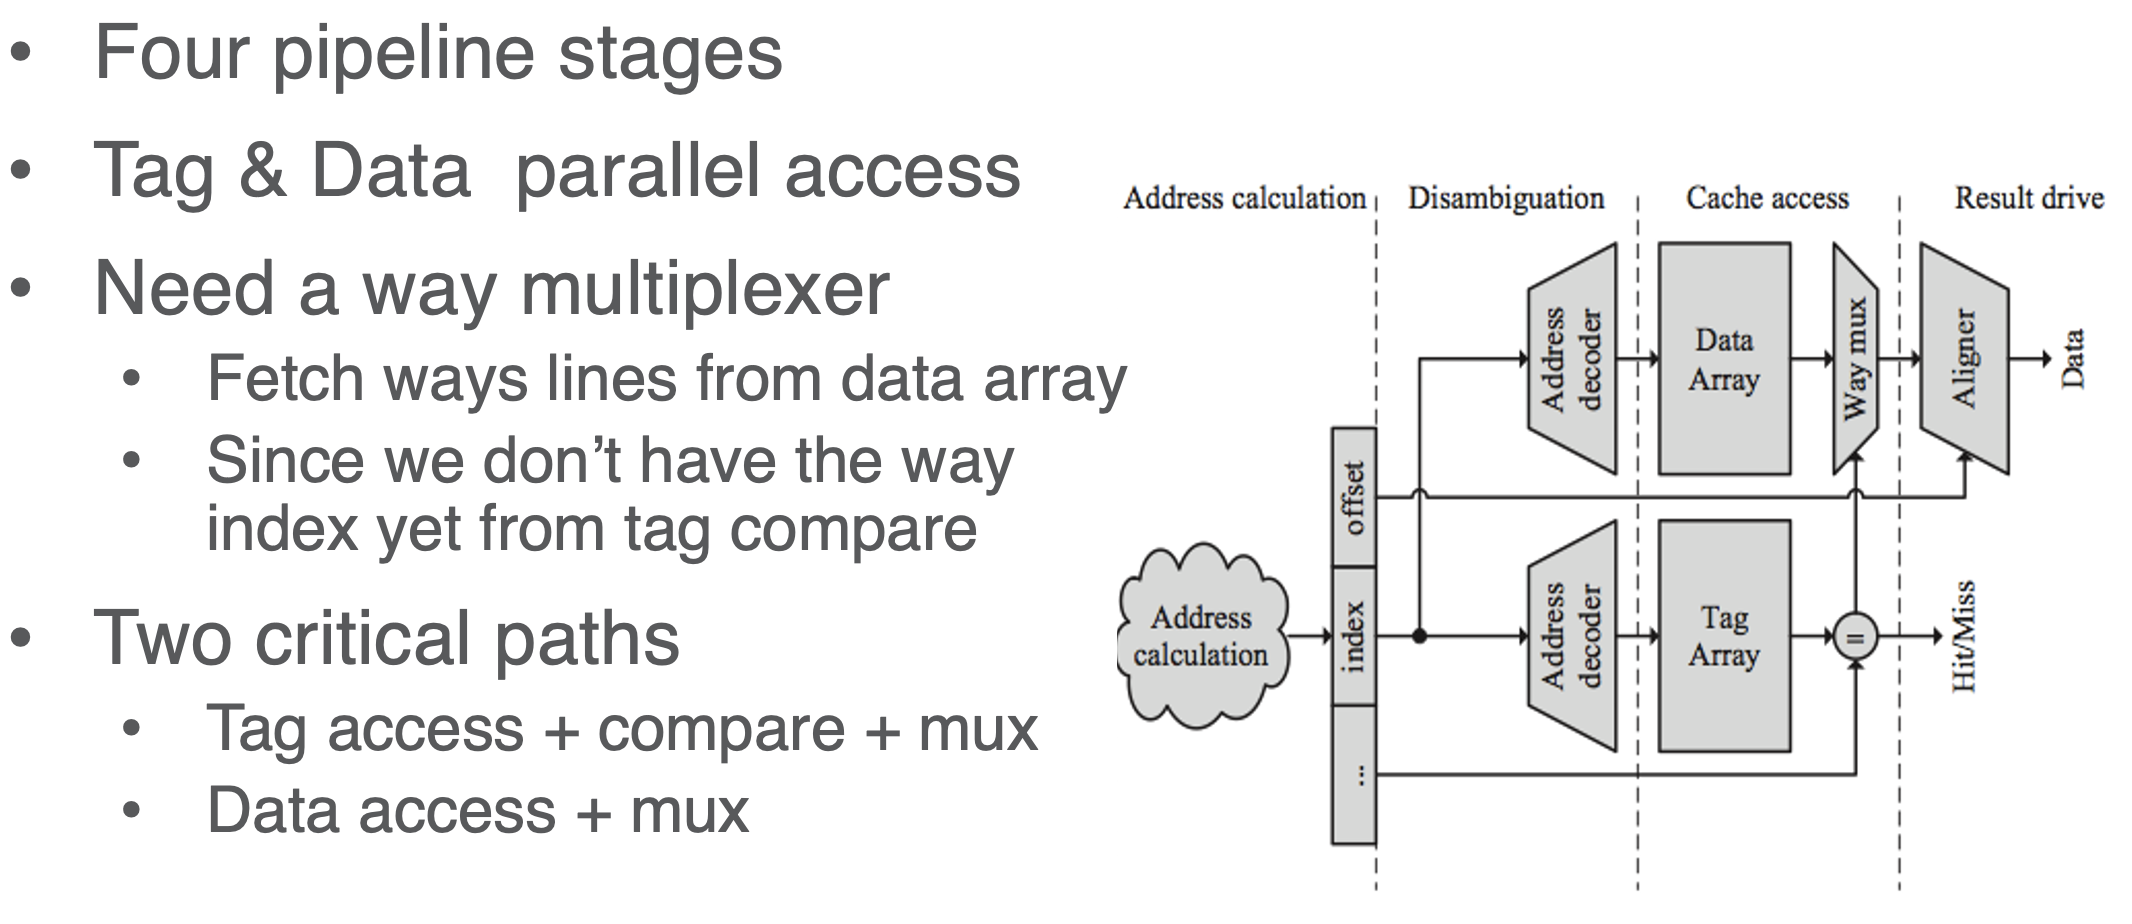 • Four pipeline stages
• Tag & Data parallel access
• Need a way multiplexer
• Fetch ways lines from data array
• Since we don’t have the way
index yet from tag compare
• Two critical paths
• Tag access + compare + mux
• Data access + mux
Address calculation
Disambiguation
Cache access
Result drive
Address
decoder
Data
Array
Way mux
Aligner
Data
offset
index
...
Address
calculation
Address
decoder
Tag
Array
=
Hit/Miss